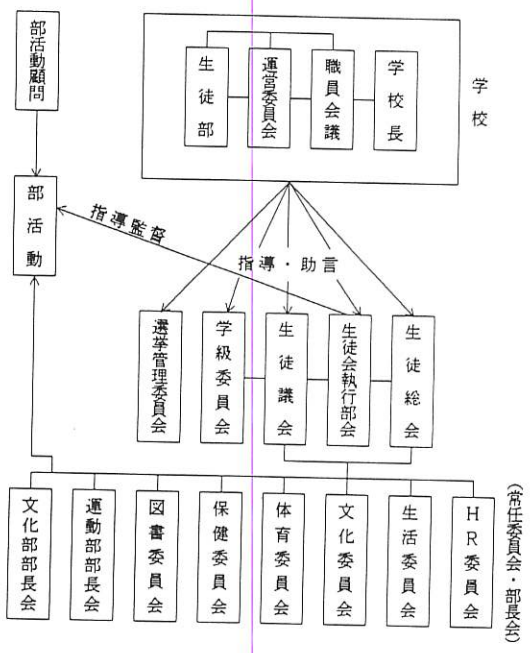 部活動顧問
生徒部
運営委員会
職員会議
学校長
学校
部活動
指導監督
指導・助言
選挙管理委員会
学級委員会
生徒議会
生徒会執行部会
生徒総会
文化部部長会
運動部部長会
図書委員会
保健委員会
体育委員会
文化委員会
生活委員会
HR委員会
(常任委員会・部長会)